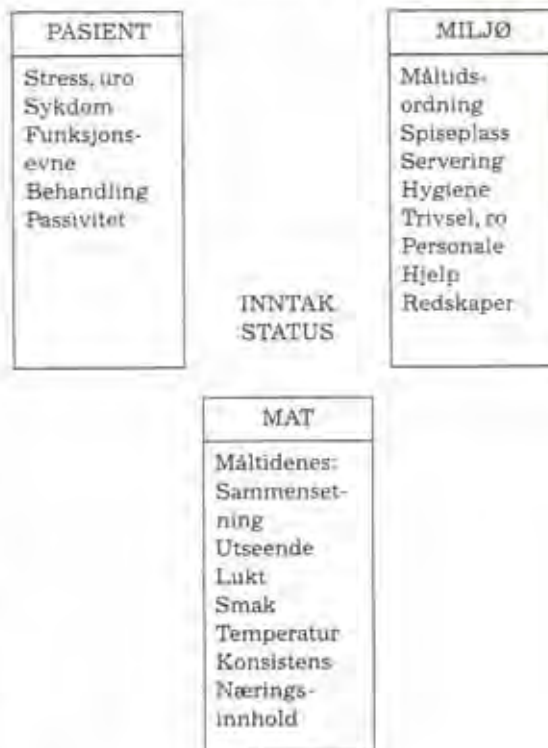 PASIENT
Stress, uro
Sykdom
Funksjons-
evne
Behandling
Passivitet
MILJØ
Måltids-
ordning
Spiseplass
Servering
Hygiene
Trivsel, ro
Personale
Hjelp
Redskaper
INNTAK
STATUS
MAT
Måltidenes:
Sammenset-
ning
Utseende
Lukt
Smak
Temperatur
Konsistens
Nærings-
innhold